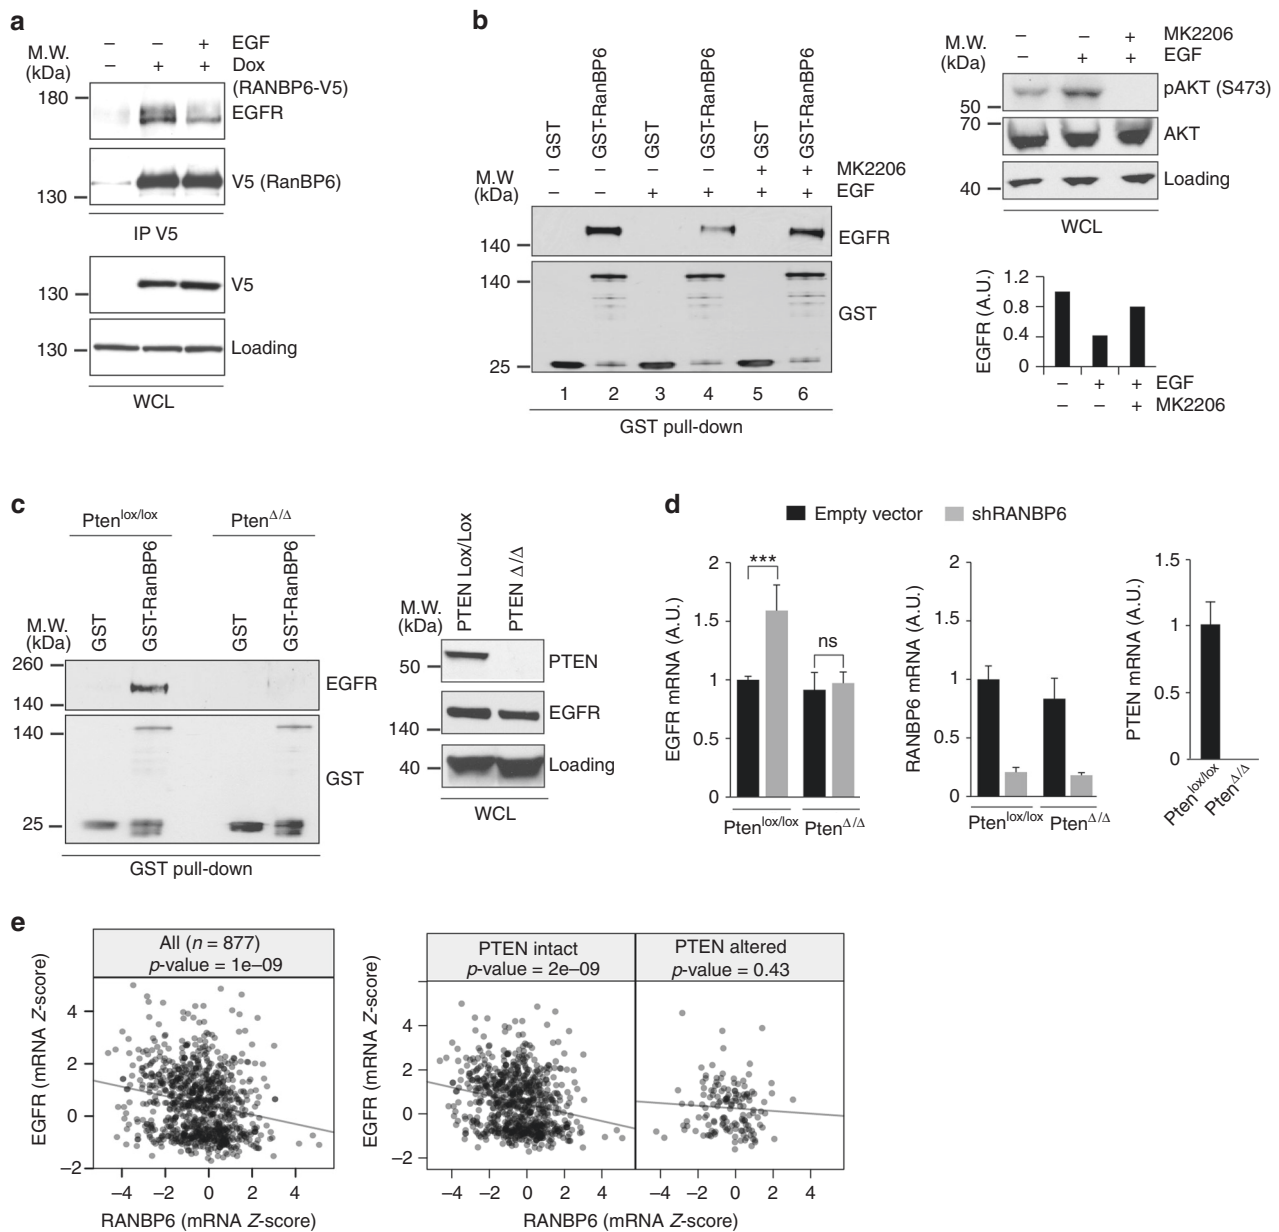 a
– – + EGF
– + + Dox
(RANBP6-V5)
M.W.
(kDa)
180
EGFR
V5 (RanBP6)
130
IP V5
130
V5
130
Loading
WCL
b
GST
GST-RanBP6
GST
GST-RanBP6
GST
GST-RanBP6
– – + + MK2206
– – + + + + EGF
M.W
(kDa)
140
EGFR
140
GST
25
1 2 3 4 5 6
GST pull-down
– – + MK2206
– + + EGF
M.W.
(kDa)
pAKT (S473)
50
70
AKT
40
Loading
WCL
EGFR (A.U.)
1.2
0.8
0.4
0
– + + EGF
– – + MK2206
c
Pten lox/lox
Pten Δ/Δ
GST
GST-RanBP6
GST
GST-RanBP6
M.W.
(kDa)
260
EGFR
140
140
GST
25
GST pull-down
PTEN Lox/Lox
PTEN Δ/Δ
M.W.
(kDa)
50
PTEN
EGFR
140
40
Loading
WCL
d
Empty vector
shRANBP6
EGFR mRNA (A.U.)
2
1.5
1
0.5
0
***
ns
Pten lox/lox
Pten Δ/Δ
RANBP6 mRNA (A.U.)
2
1.5
1
0.5
0
Pten lox/lox
Pten Δ/Δ
PTEN mRNA (A.U.)
1.5
1
0.5
0
Pten lox/lox
Pten Δ/Δ
e
All (n = 877)
p-value = 1e–09
EGFR (mRNA Z-score)
4
2
0
–2
–4 –2 0 2 4
RANBP6 (mRNA Z-score)
PTEN intact
p-value = 2e–09
PTEN altered
p-value = 0.43
EGFR (mRNA Z-score)
4
2
0
–2
–4 –2 0 2 4
–4 –2 0 2 4
RANBP6 (mRNA Z-score)